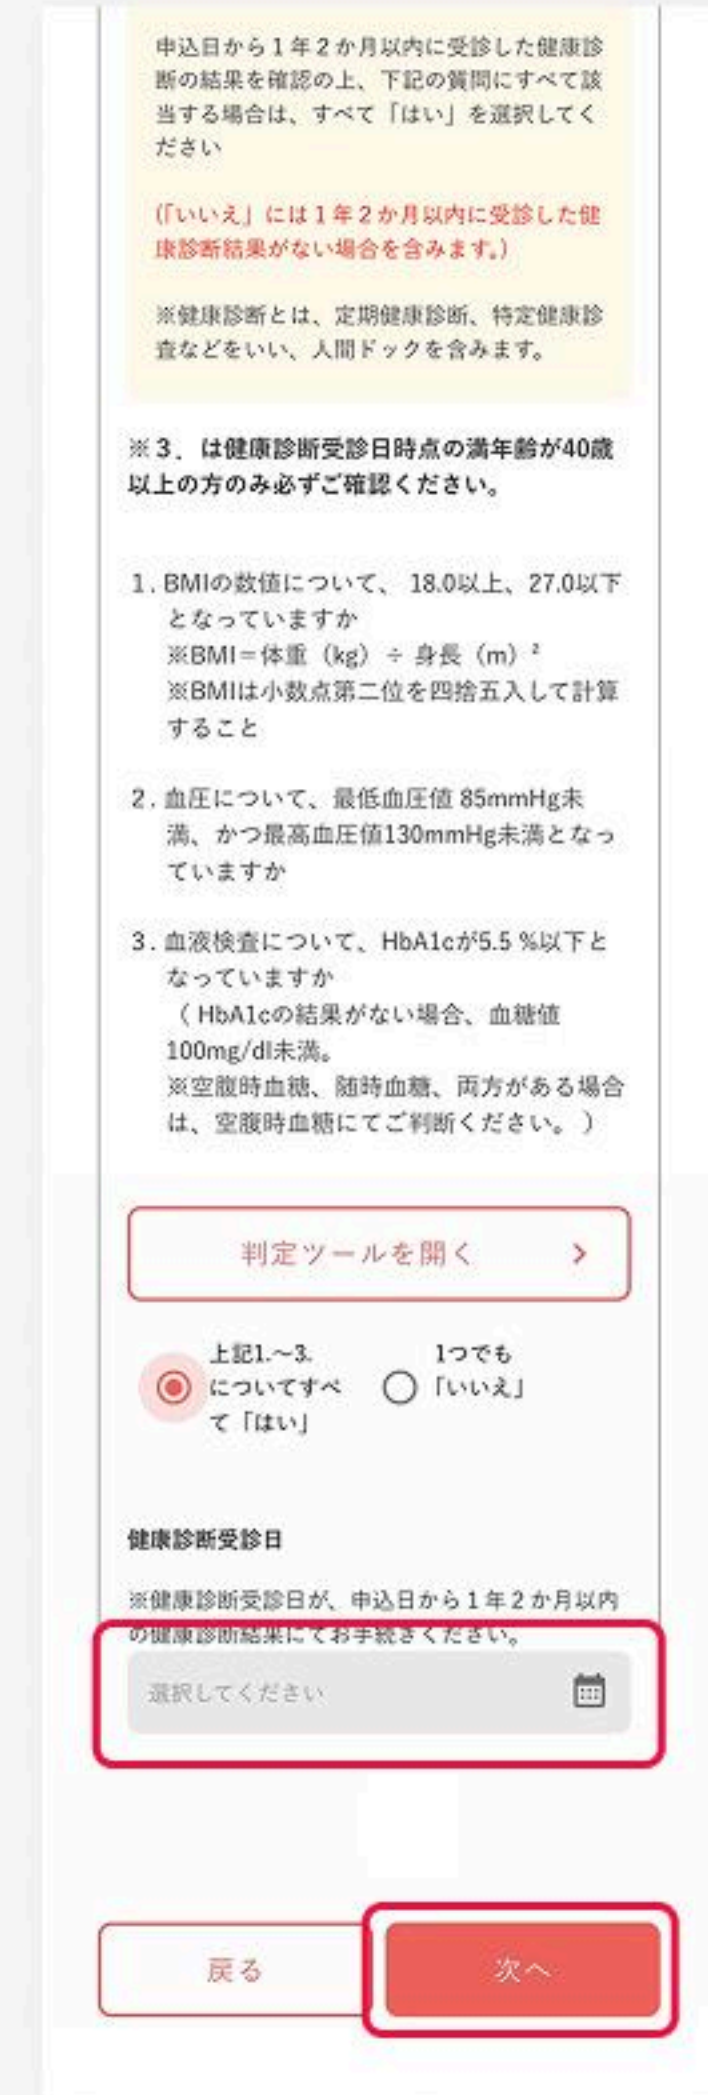 申込日から1年2か月以内に受診した健康診
断の結果を確認の上、下記の質問にすべて該
当する場合は、すべて「はい」を選択してく
ださい
(「いいえ」には1年2か月以内に受診した健
康診断結果がない場合を含みます。)
※健康診断とは、定期健康診断、特定健康診
査などをいい、人間ドックを含みます。
※3．は健康診断受診日時点の満年齢が40歳
以上の方のみ必ずご確認ください。
1. BMIの数値について、 18.0以上、27.0以下
となっていますか
※BMI＝体重（kg）÷ 身長（m）²
※BMIは小数点第二位を四捨五入して計算
すること
2. 血圧について、最低血圧値 85mmHg未
満、かつ最高血圧値130mmHg未満となっ
ていますか
3. 血液検査について、HbA1cが5.5 %以下と
なっていますか
（ HbA1cの結果がない場合、血糖値
100mg/dl未満。
※空腹時血糖、随時血糖、両方がある場合
は、空腹時血糖にてご判断ください。 ）
判定ツールを開く
上記1.～3.
についてすべ
て「はい」
1つでも
「いいえ」
健康診断受診日
※健康診断受診日が、申込日から1年2か月以内
の健康診断結果にてお手続きください。
選択してください
戻る
次へ